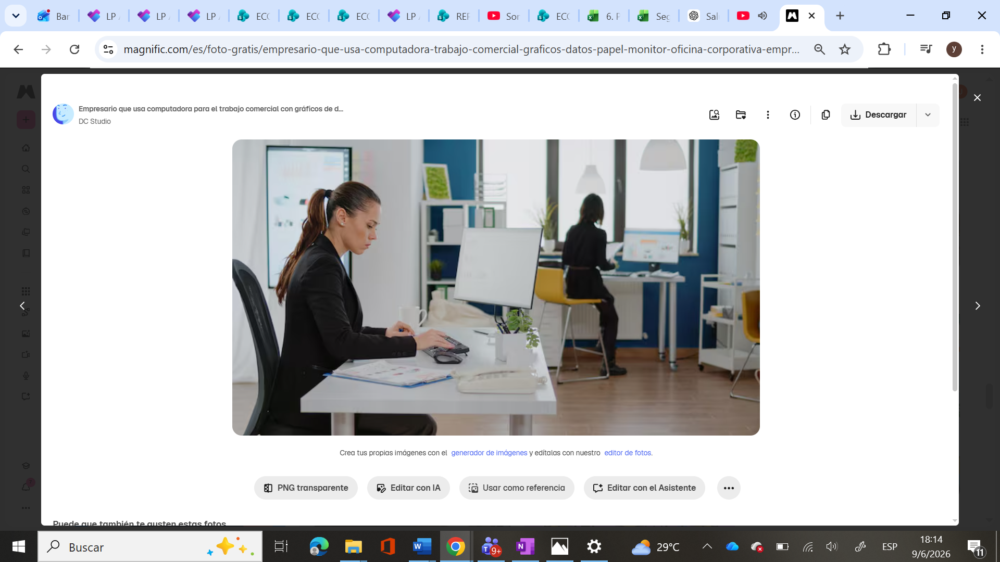 Bar
LP
LP
LP
ECC
ECC
ECC
LP
REF
Sor
ECC
6. P
Seg
Sal
magnific.com/es/foto-gratis/empresario-que-usa-computadora-trabajo-comercial-graficos-datos-papel-monitor-oficina-corporativa-empr...
y
Empresario que usa computadora para el trabajo comercial con gráficos de d...
DC Studio
Descargar
Crea tus propias imágenes con el generador de imágenes y edítalas con nuestro editor de fotos.
PNG transparente
Editar con IA
Usar como referencia
Editar con el Asistente
Puede que también te gusten estas fotos
Buscar
9+
29°C
ESP
18:14
9/6/2026
11